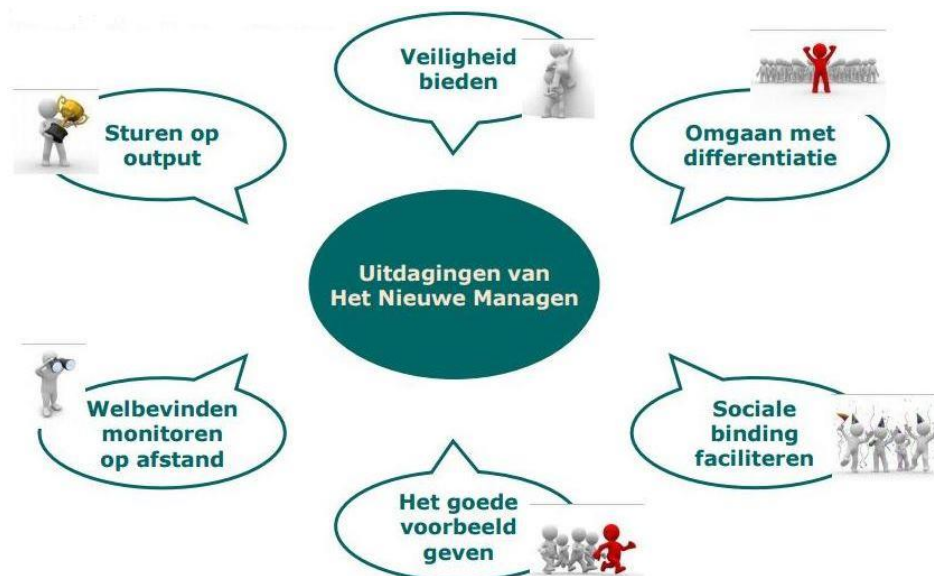 Veiligheid
bieden
Sturen op
output
Omgaan met
differentiatie
Uitdagingen van
Het Nieuwe Managen
Welbevinden
monitoren
op afstand
Sociale
binding
faciliteren
Het goede
voorbeeld
geven